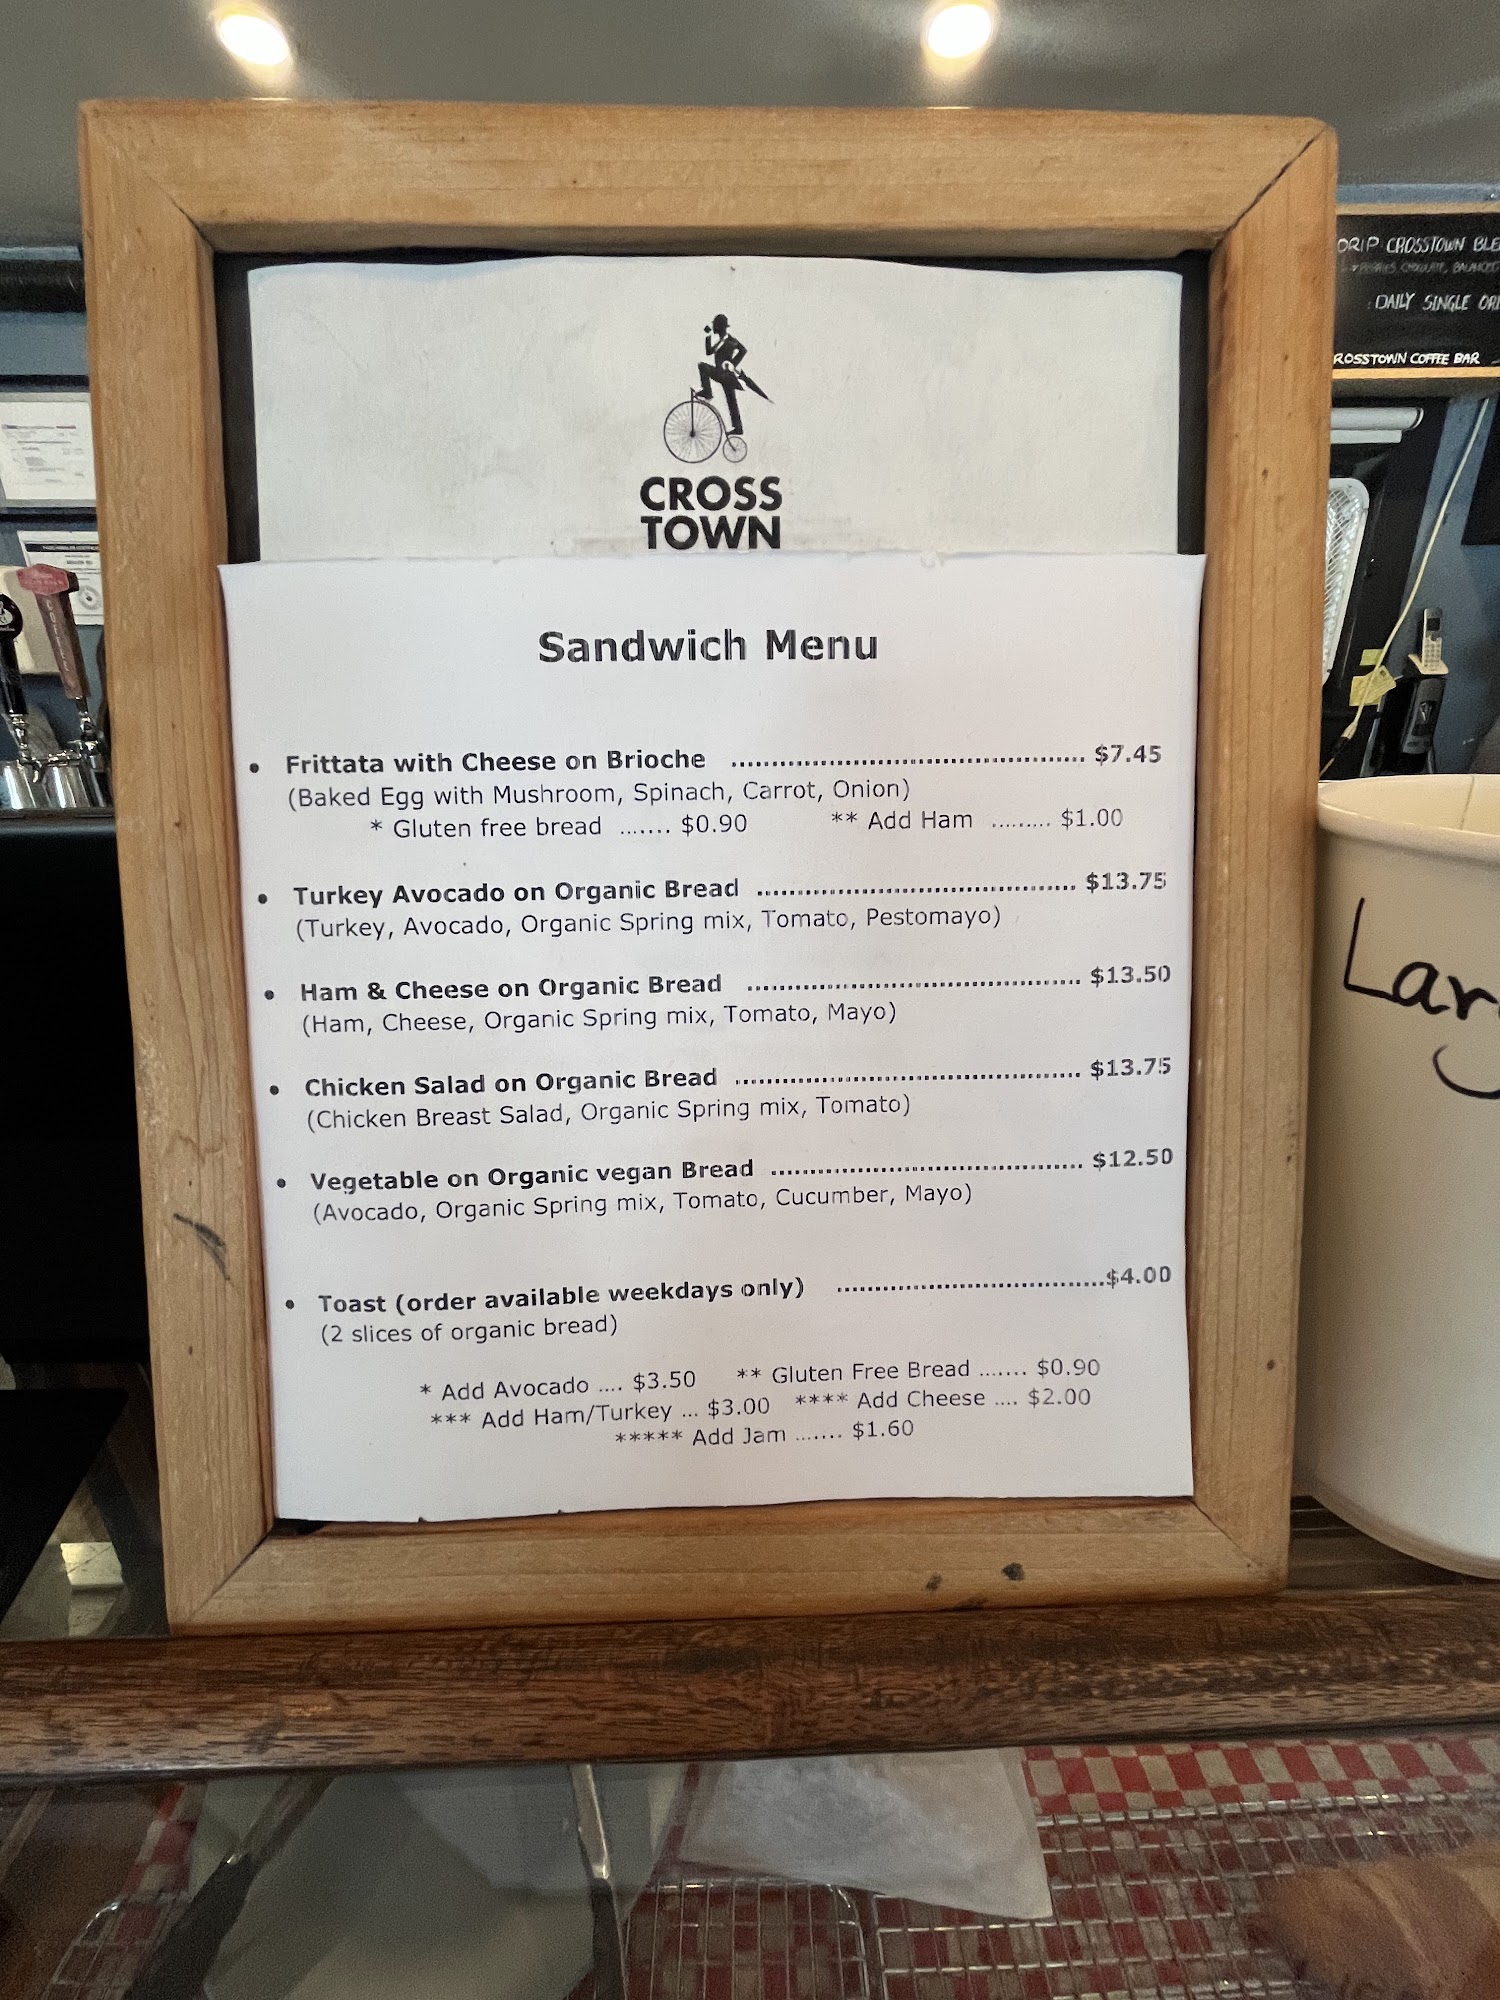 CROSS
TOWN
Sandwich Menu
• Frittata with Cheese on Brioche ............................................ $7.45
(Baked Egg with Mushroom, Spinach, Carrot, Onion)
* Gluten free bread ....... $0.90 ** Add Ham ......... $1.00
• Turkey Avocado on Organic Bread ........................................ $13.75
(Turkey, Avocado, Organic Spring mix, Tomato, Pestomayo)
• Ham & Cheese on Organic Bread .......................................... $13.50
(Ham, Cheese, Organic Spring mix, Tomato, Mayo)
• Chicken Salad on Organic Bread ........................................... $13.75
(Chicken Breast Salad, Organic Spring mix, Tomato)
• Vegetable on Organic vegan Bread ....................................... $12.50
(Avocado, Organic Spring mix, Tomato, Cucumber, Mayo)
• Toast (order available weekdays only) .................................$4.00
(2 slices of organic bread)
* Add Avocado .... $3.50 ** Gluten Free Bread ....... $0.90
*** Add Ham/Turkey ... $3.00 **** Add Cheese .... $2.00
***** Add Jam ....... $1.60
DRIP CROSSTOWN
DAILY SINGLE
ROSSTOWN COFFEE BAR
COFFEE